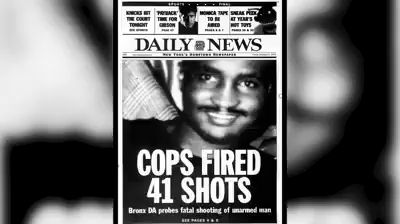 SPORTS FINAL
KNICKS HIT THE COURT TONIGHT
'PAYBACK' TIME FOR GIBSON
MONICA TAPE TO BE AIRED
SNEAK PEEK AT YEAR'S HOT TOYS
DAILY NEWS
NEW YORK'S HOMETOWN NEWSPAPER
COPS FIRED
41 SHOTS
Bronx DA probes fatal shooting of unarmed man
SEE PAGES